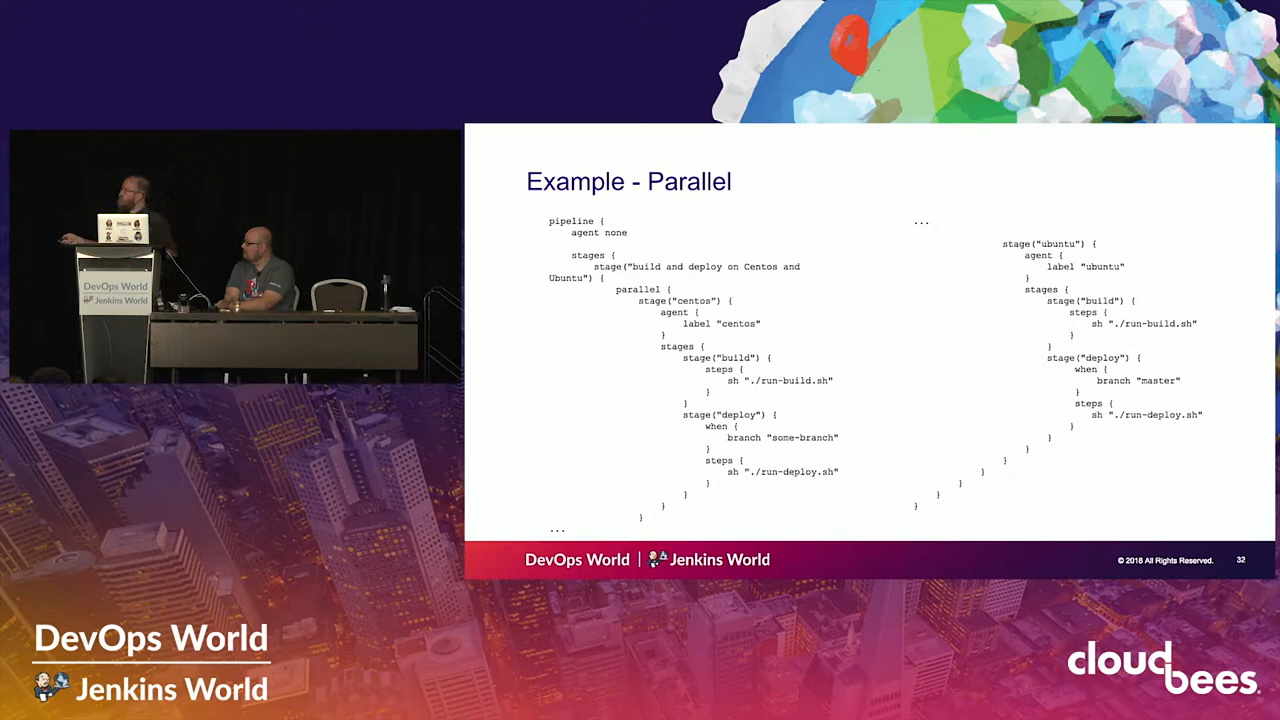 Example - Parallel
pipeline {
    agent none
    stages {
        stage("build and deploy on Centos and
Ubuntu") {
            parallel {
                stage("centos") {
                    agent {
                        label "centos"
                    }
                    stages {
                        stage("build") {
                            steps {
                                sh "./run-build.sh"
                            }
                        }
                        stage("deploy") {
                            when {
                                branch "some-branch"
                            }
                            steps {
                                sh "./run-deploy.sh"
                            }
                        }
                    }
                }
...
...
                stage("ubuntu") {
                    agent {
                        label "ubuntu"
                    }
                    stages {
                        stage("build") {
                            steps {
                                sh "./run-build.sh"
                            }
                        }
                        stage("deploy") {
                            when {
                                branch "master"
                            }
                            steps {
                                sh "./run-deploy.sh"
                            }
                        }
                    }
                }
            }
        }
    }
}
DevOps World | Jenkins World
© 2018 All Rights Reserved.
32
DevOps World
Jenkins World
DevOps World
Jenkins World
cloud
bees.